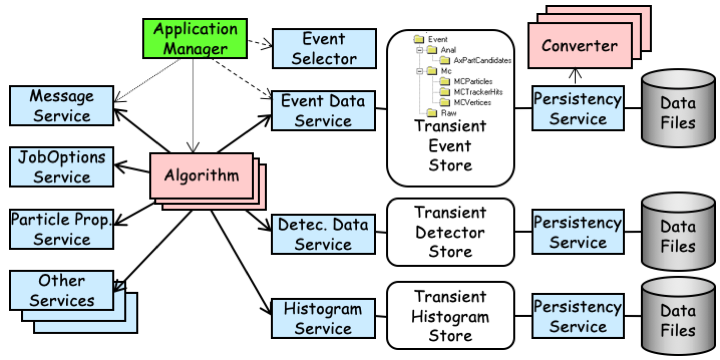 Application
Manager
Event
Selector
Converter
Message
Service
Event Data
Service
Event
Anal
AxPartCandidates
Mc
MCParticles
MCTrackerHits
MCVertices
Raw
Transient
Event
Store
Persistency
Service
Data
Files
JobOptions
Service
Algorithm
Particle Prop.
Service
Detec. Data
Service
Transient
Detector
Store
Persistency
Service
Data
Files
Other
Services
Histogram
Service
Transient
Histogram
Store
Persistency
Service
Data
Files